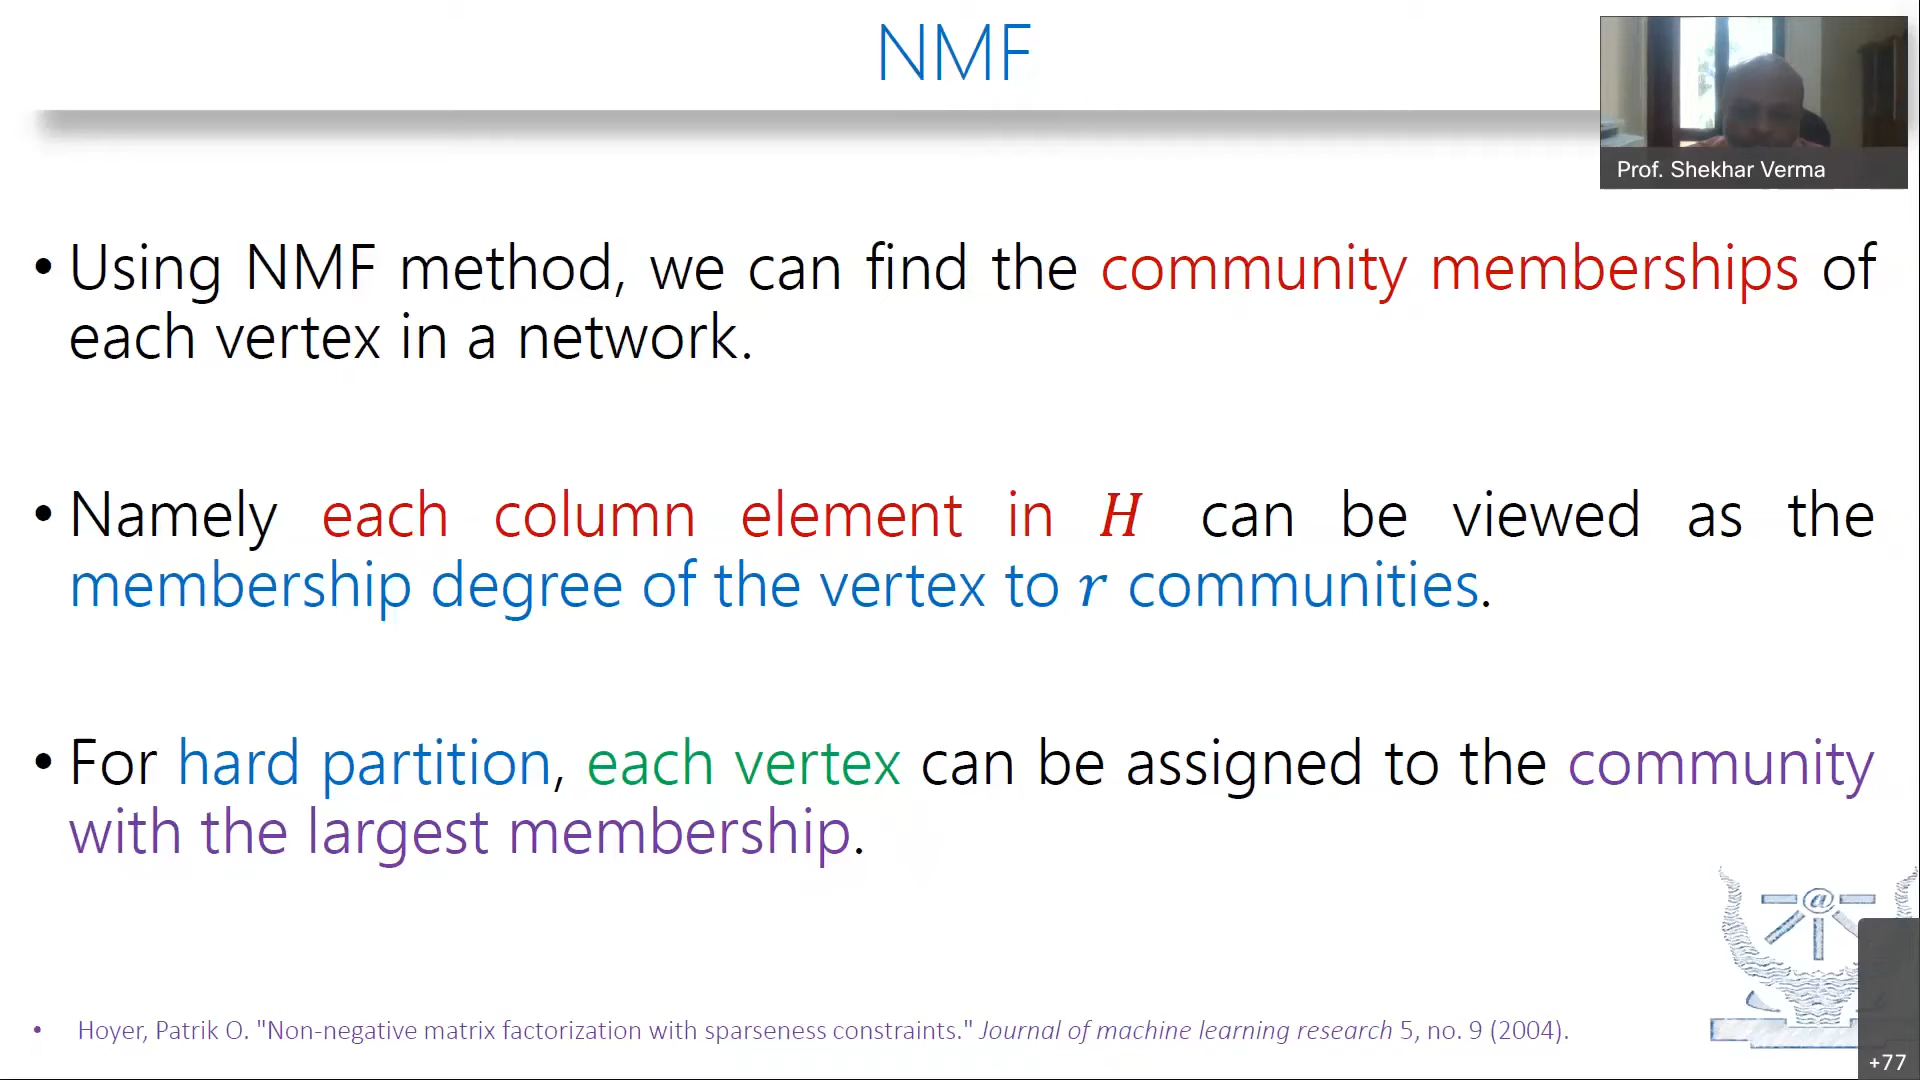 NMF
Prof. Shekhar Verma
• Using NMF method, we can find the community memberships of
each vertex in a network.
• Namely each column element in H can be viewed as the
membership degree of the vertex to r communities.
• For hard partition, each vertex can be assigned to the community
with the largest membership.
@
• Hoyer, Patrik O. "Non-negative matrix factorization with sparseness constraints." Journal of machine learning research 5, no. 9 (2004).
+77